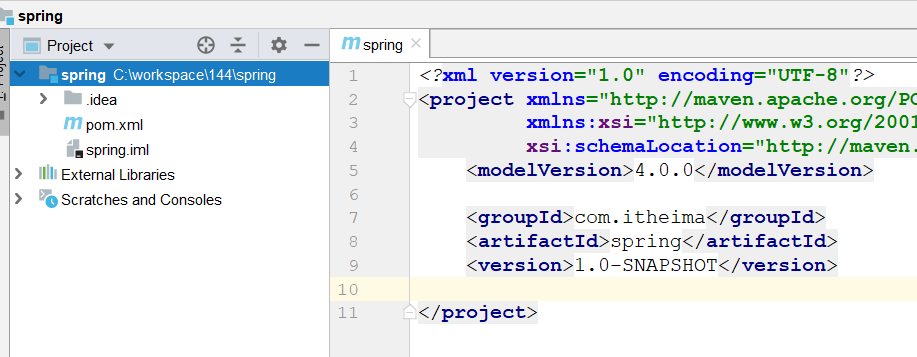 spring
Project
spring C:\workspace\144\spring
.idea
pom.xml
spring.iml
External Libraries
Scratches and Consoles
spring
1 <?xml version="1.0" encoding="UTF-8"?>
2 <project xmlns="http://maven.apache.org/PO
3 xmlns:xsi="http://www.w3.org/2001
4 xsi:schemaLocation="http://maven.
5 <modelVersion>4.0.0</modelVersion>
6
7 <groupId>com.itheima</groupId>
8 <artifactId>spring</artifactId>
9 <version>1.0-SNAPSHOT</version>
10
11 </project>